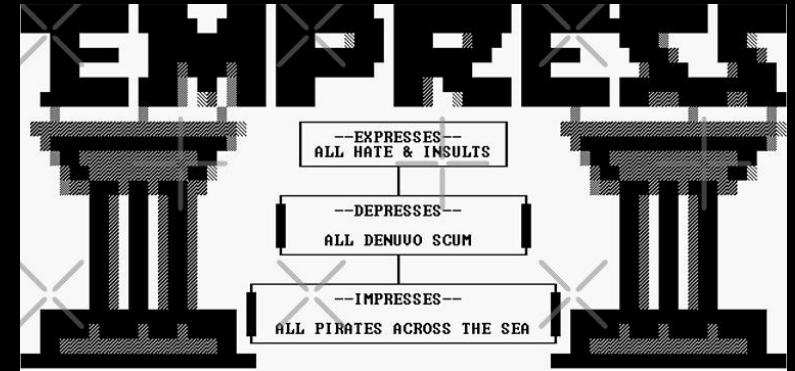 EMPRESS
--EXPRESSES--
ALL HATE & INSULTS
--DEPRESSES--
ALL DENUVO SCUM
--IMPRESSES--
ALL PIRATES ACROSS THE SEA